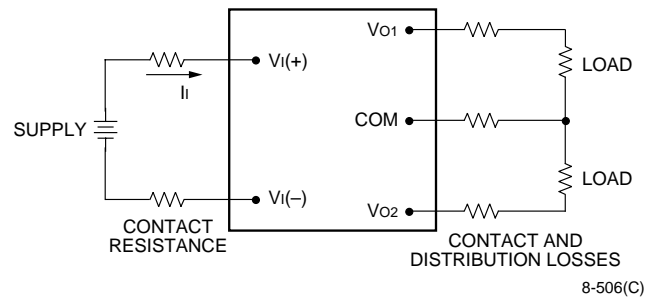 VO1
VI(+)
LOAD
II
COM
SUPPLY
LOAD
VI(–)
VO2
CONTACT
RESISTANCE
CONTACT AND
DISTRIBUTION LOSSES
8-506(C)